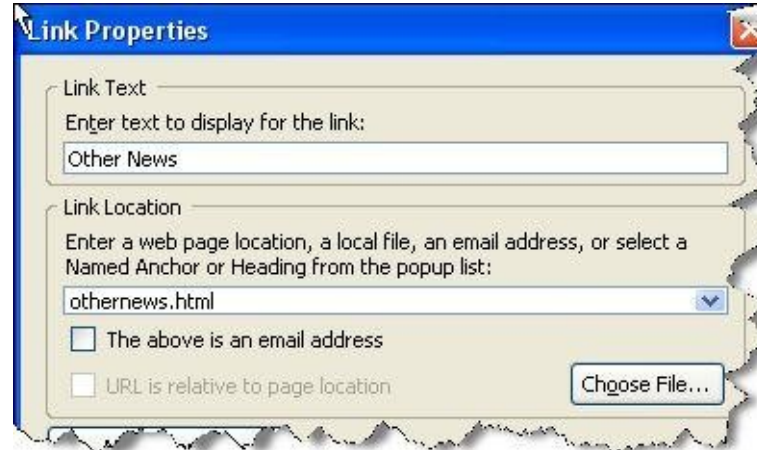 Link Properties
Link Text
Enter text to display for the link:
Other News
Link Location
Enter a web page location, a local file, an email address, or select a
Named Anchor or Heading from the popup list:
othernews.html
The above is an email address
URL is relative to page location
Choose File...